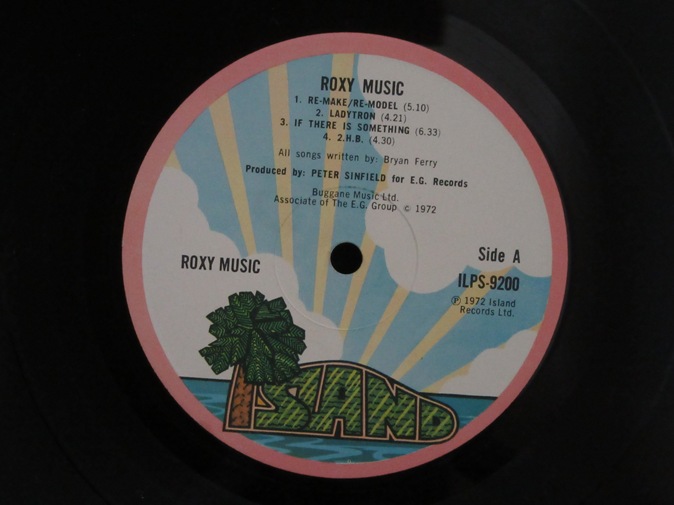 ROXY MUSIC
1. RE-MAKE/RE-MODEL (5.10)
2. LADYTRON (4.21)
3. IF THERE IS SOMETHING (6.33)
4. 2.H.B. (4.30)
All songs written by: Bryan Ferry
Produced by: PETER SINFIELD for E.G. Records
Buggane Music Ltd.
Associate of The E.G. Group © 1972
ROXY MUSIC
Side A
ILPS-9200
℗ 1972 Island
Records Ltd.
ISLAND